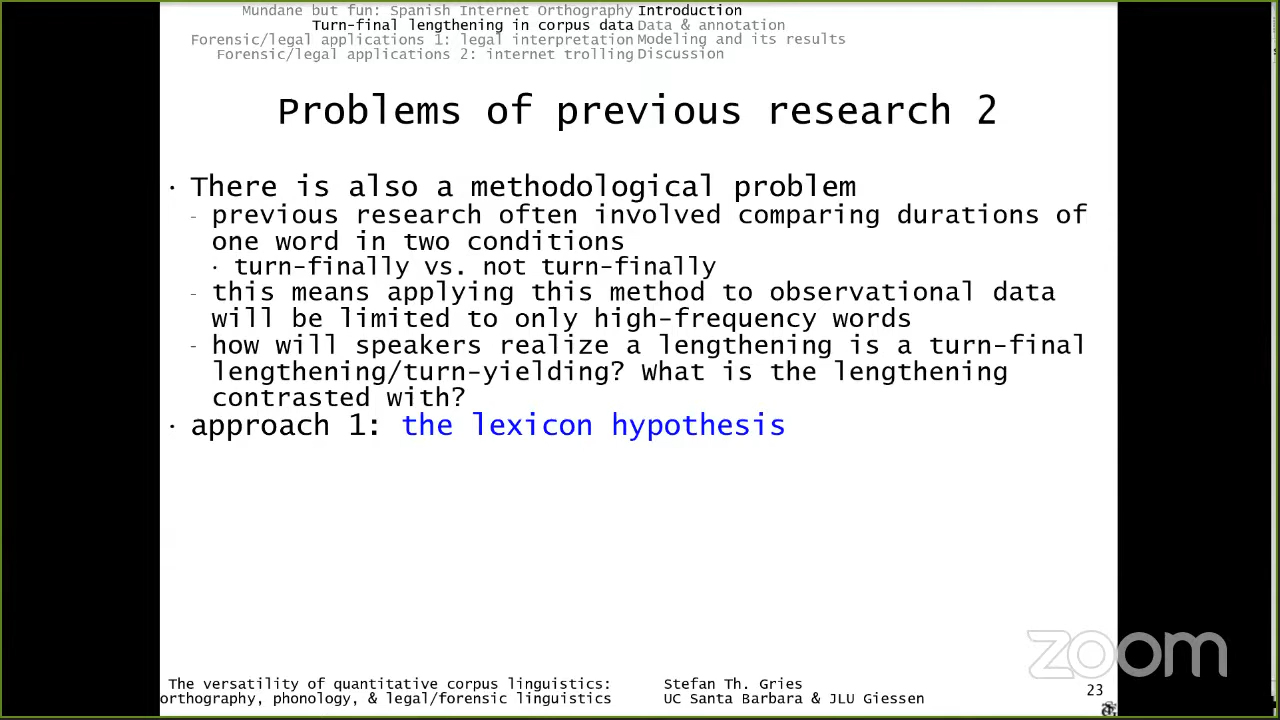 Mundane but fun: Spanish Internet Orthography Introduction
Turn-final lengthening in corpus data Data & annotation
Forensic/legal applications 1: legal interpretation Modeling and its results
Forensic/legal applications 2: internet trolling Discussion
Problems of previous research 2
· There is also a methodological problem
- previous research often involved comparing durations of
one word in two conditions
· turn-finally vs. not turn-finally
- this means applying this method to observational data
will be limited to only high-frequency words
- how will speakers realize a lengthening is a turn-final
lengthening/turn-yielding? What is the lengthening
contrasted with?
· approach 1: the lexicon hypothesis
The versatility of quantitative corpus linguistics:
orthography, phonology, & legal/forensic linguistics
Stefan Th. Gries
UC Santa Barbara & JLU Giessen
23
zoom